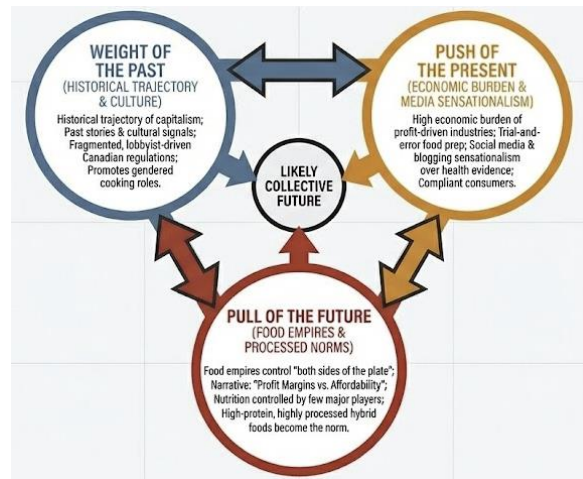 WEIGHT OF
THE PAST
(HISTORICAL TRAJECTORY
& CULTURE)
Historical trajectory of capitalism;
Past stories & cultural signals;
Fragmented, lobbyist-driven
Canadian regulations;
Promotes gendered
cooking roles.
PUSH OF
THE PRESENT
(ECONOMIC BURDEN &
MEDIA SENSATIONALISM)
High economic burden of
profit-driven industries; Trial-and-
error food prep; Social media &
blogging sensationalism
over health evidence;
Compliant consumers.
LIKELY
COLLECTIVE
FUTURE
PULL OF THE FUTURE
(FOOD EMPIRES &
PROCESSED NORMS)
Food empires control "both sides of the plate";
Narrative: "Profit Margins vs. Affordability";
Nutrition controlled by few major players;
High-protein, highly processed hybrid
foods become the norm.